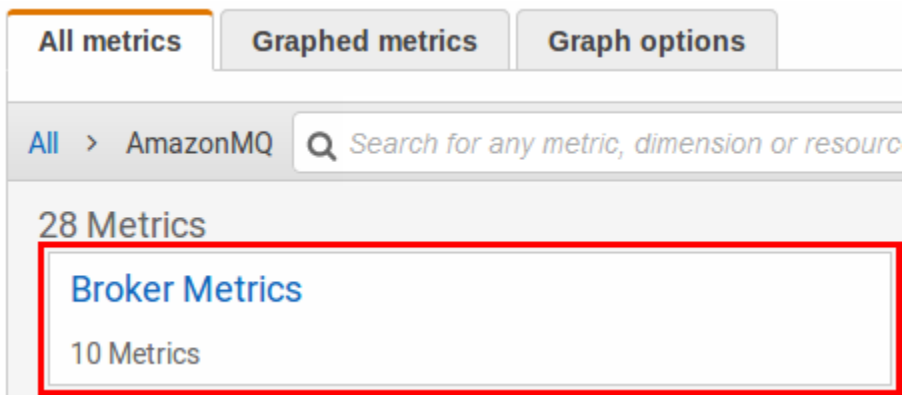 All metrics Graphed metrics Graph options
All > AmazonMQ Search for any metric, dimension or resourc
28 Metrics
Broker Metrics
10 Metrics